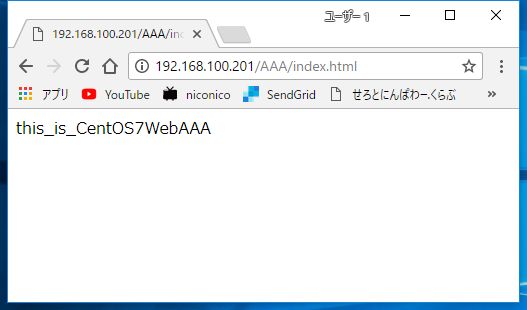 ユーザー 1
192.168.100.201/AAA/inc
192.168.100.201/AAA/index.html
アプリ YouTube niconico SendGrid せろとにんぱわー.くらぶ »
this_is_CentOS7WebAAA